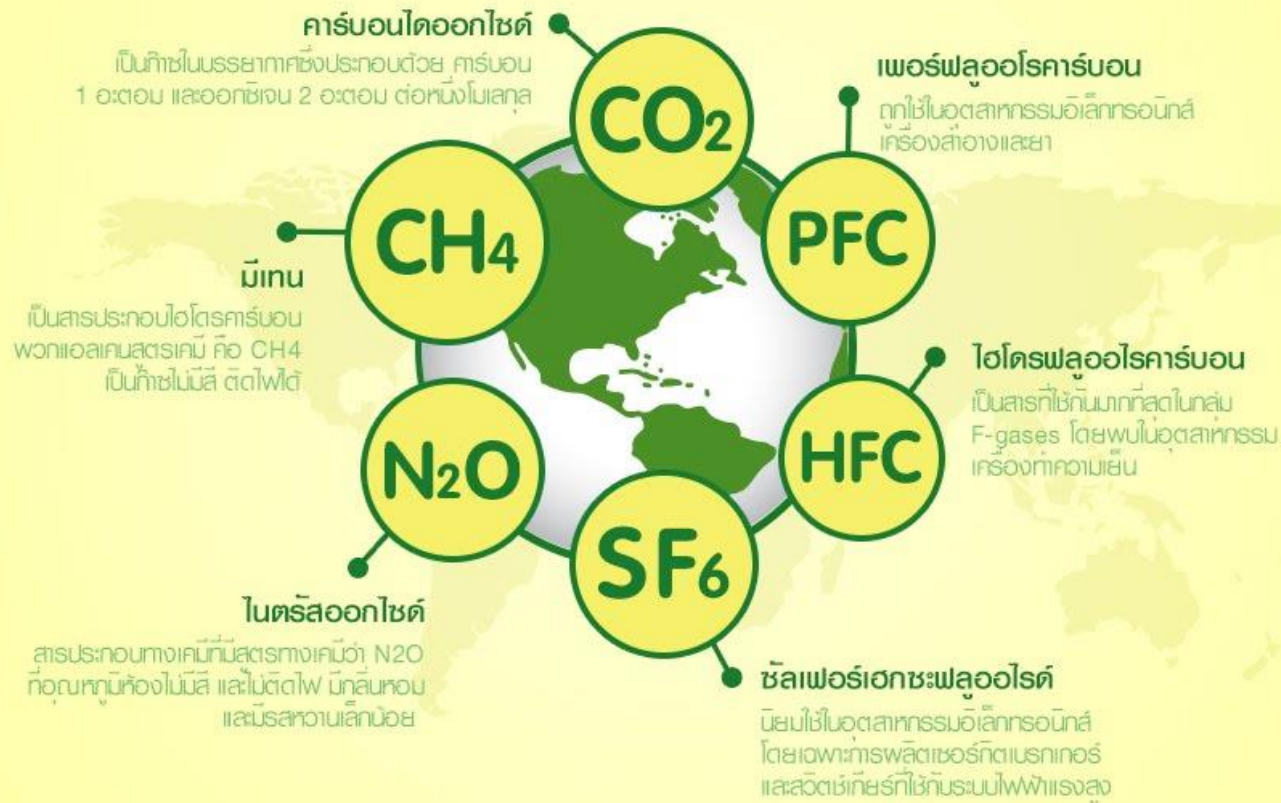 คาร์บอนไดออกไซด์
เป็นก๊าซในบรรยากาศซึ่งประกอบด้วย คาร์บอน
1 อะตอม และออกซิเจน 2 อะตอม ต่อหนึ่งโมเลกุล
CO2
เพอร์ฟลูออโรคาร์บอน
ถูกใช้ในอุตสาหกรรมอิเล็กทรอนิกส์
เครื่องสำอางและยา
PFC
CH4
มีเทน
เป็นสารประกอบไฮโดรคาร์บอน
พวกแอลเคนสูตรเคมี คือ CH4
เป็นก๊าซไม่มีสี ติดไฟได้
ไฮโดรฟลูออไรคาร์บอน
เป็นสารที่ใช้กันมากที่สุดในกลุ่ม
F-gases โดยพบในอุตสาหกรรม
เครื่องทำความเย็น
HFC
N2O
ไนตรัสออกไซด์
สารประกอบทางเคมีที่มีสูตรทางเคมีว่า N2O
ที่อุณหภูมิห้องไม่มีสี และไม่ติดไฟ มีกลิ่นหอม
และมีรสหวานเล็กน้อย
SF6
ซัลเฟอร์เฮกซะฟลูออไรด์
นิยมใช้ในอุตสาหกรรมอิเล็กทรอนิกส์
โดยเฉพาะการผลิตเซอร์กิตเบรกเกอร์
และสวิตช์เกียร์ที่ใช้กับระบบไฟฟ้าแรงสูง